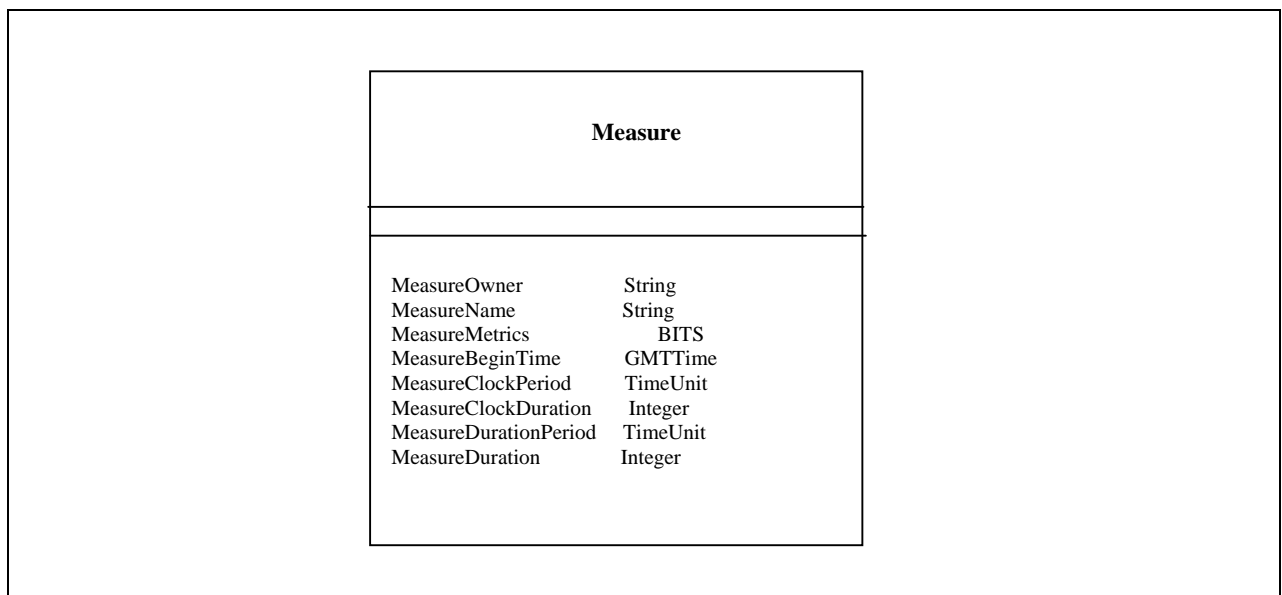 Measure
MeasureOwner String
MeasureName String
MeasureMetrics BITS
MeasureBeginTime GMTTime
MeasureClockPeriod TimeUnit
MeasureClockDuration Integer
MeasureDurationPeriod TimeUnit
MeasureDuration Integer